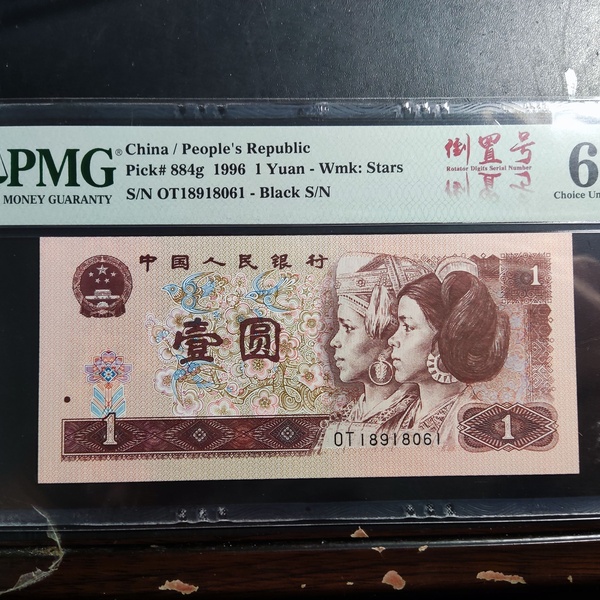 PMG®
MONEY GUARANTY
China / People's Republic
Pick# 884g 1996 1 Yuan - Wmk: Stars
S/N OT18918061 - Black S/N
倒置号
Rotator Digits Serial Number
6
Choice Un
中国人民银行
1
壹圆
1
OT18918061
1